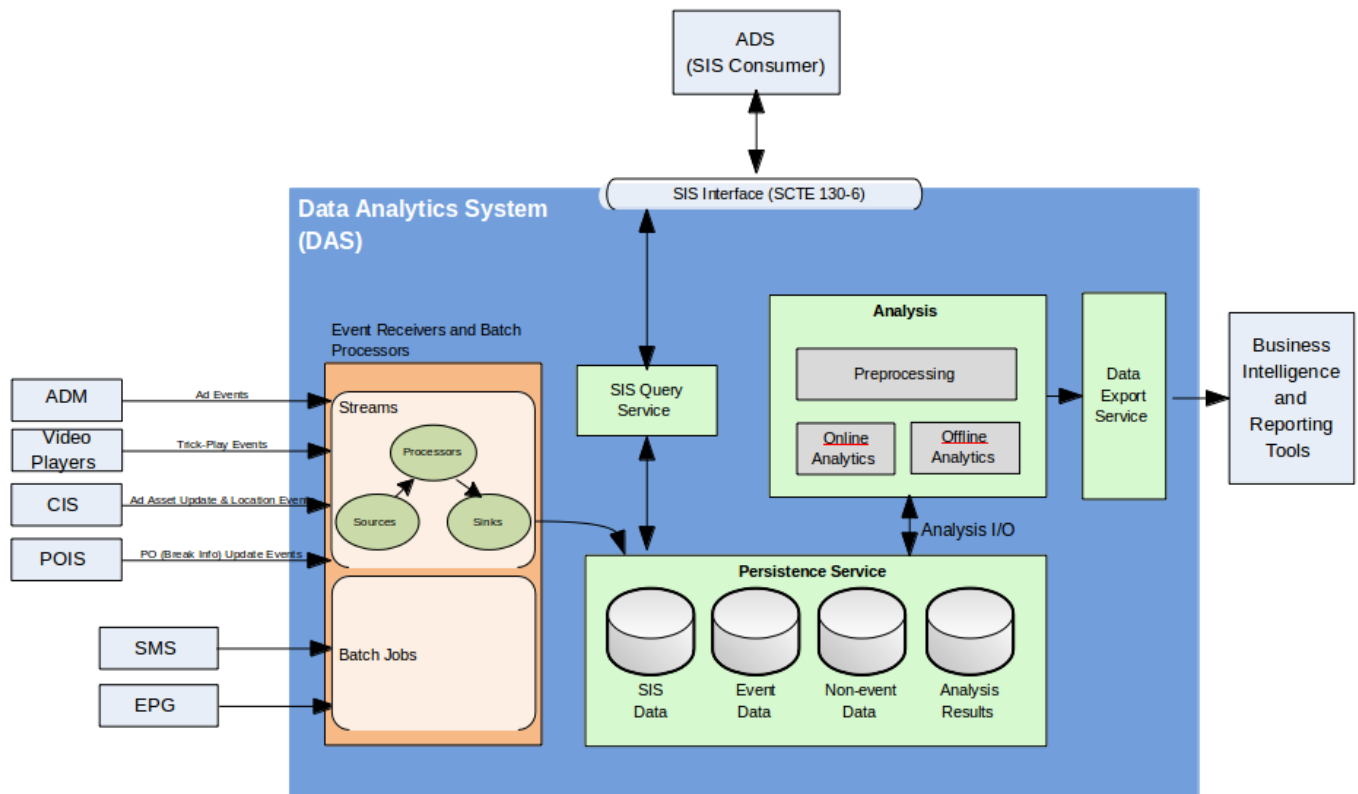 ADS
(SIS Consumer)
SIS Interface (SCTE 130-6)
Data Analytics System
(DAS)
Event Receivers and Batch
Processors
ADM
Ad Events
Video
Players
Trick-Play Events
CIS
Ad Asset Update & Location Event
POIS
PO (Break Info) Update Events
SMS
EPG
Streams
Processors
Sources
Sinks
Batch Jobs
SIS Query
Service
Analysis
Preprocessing
Online
Analytics
Offline
Analytics
Analysis I/O
Data
Export
Service
Business
Intelligence
and
Reporting
Tools
Persistence Service
SIS
Data
Event
Data
Non-event
Data
Analysis
Results